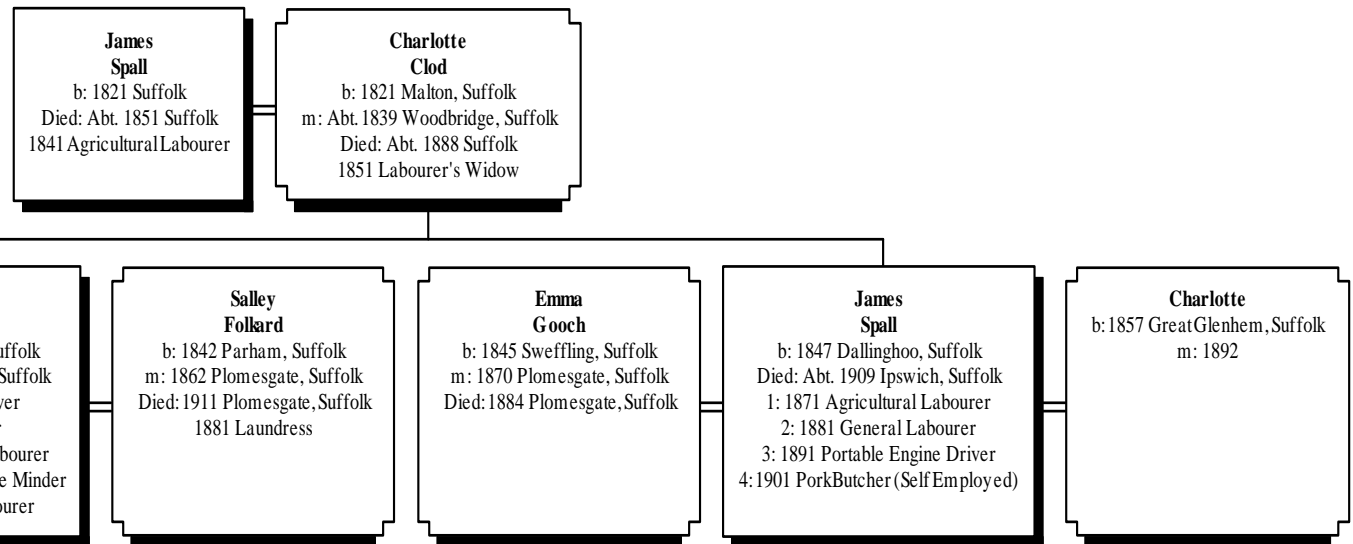 James
Spall
b: 1821 Suffolk
Died: Abt. 1851 Suffolk
1841 Agricultural Labourer
Charlotte
Clod
b: 1821 Malton, Suffolk
m: Abt. 1839 Woodbridge, Suffolk
Died: Abt. 1888 Suffolk
1851 Labourer's Widow
Suffolk
Minder
Salley
Folkard
b: 1842 Parham, Suffolk
m: 1862 Plomesgate, Suffolk
Died: 1911 Plomesgate, Suffolk
1881 Laundress
Emma
Gooch
b: 1845 Sweffling, Suffolk
m: 1870 Plomesgate, Suffolk
Died: 1884 Plomesgate, Suffolk
James
Spall
b: 1847 Dallinghoo, Suffolk
Died: Abt. 1909 Ipswich, Suffolk
1: 1871 Agricultural Labourer
2: 1881 General Labourer
3: 1891 Portable Engine Driver
4: 1901 Pork Butcher (Self Employed)
Charlotte
b: 1857 Great Glenhem, Suffolk
m: 1892